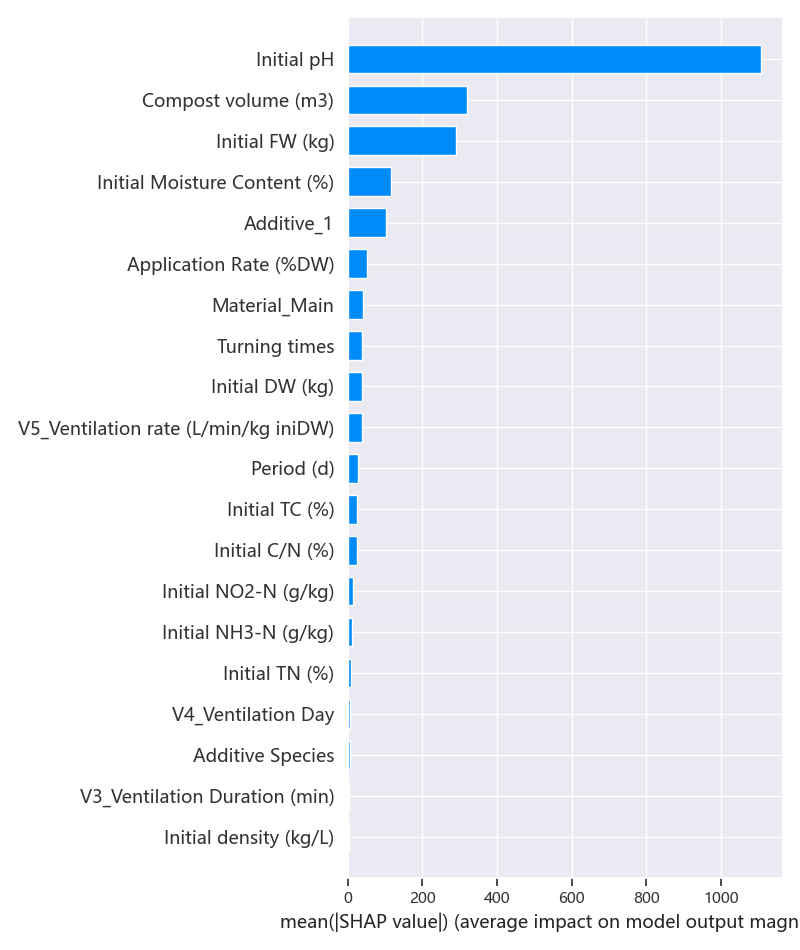 Initial pH
Compost volume (m3)
Initial FW (kg)
Initial Moisture Content (%)
Additive_1
Application Rate (%DW)
Material_Main
Turning times
Initial DW (kg)
V5_Ventilation rate (L/min/kg iniDW)
Period (d)
Initial TC (%)
Initial C/N (%)
Initial NO2-N (g/kg)
Initial NH3-N (g/kg)
Initial TN (%)
V4_Ventilation Day
Additive Species
V3_Ventilation Duration (min)
Initial density (kg/L)
0 200 400 600 800 1000
mean(|SHAP value|) (average impact on model output magn